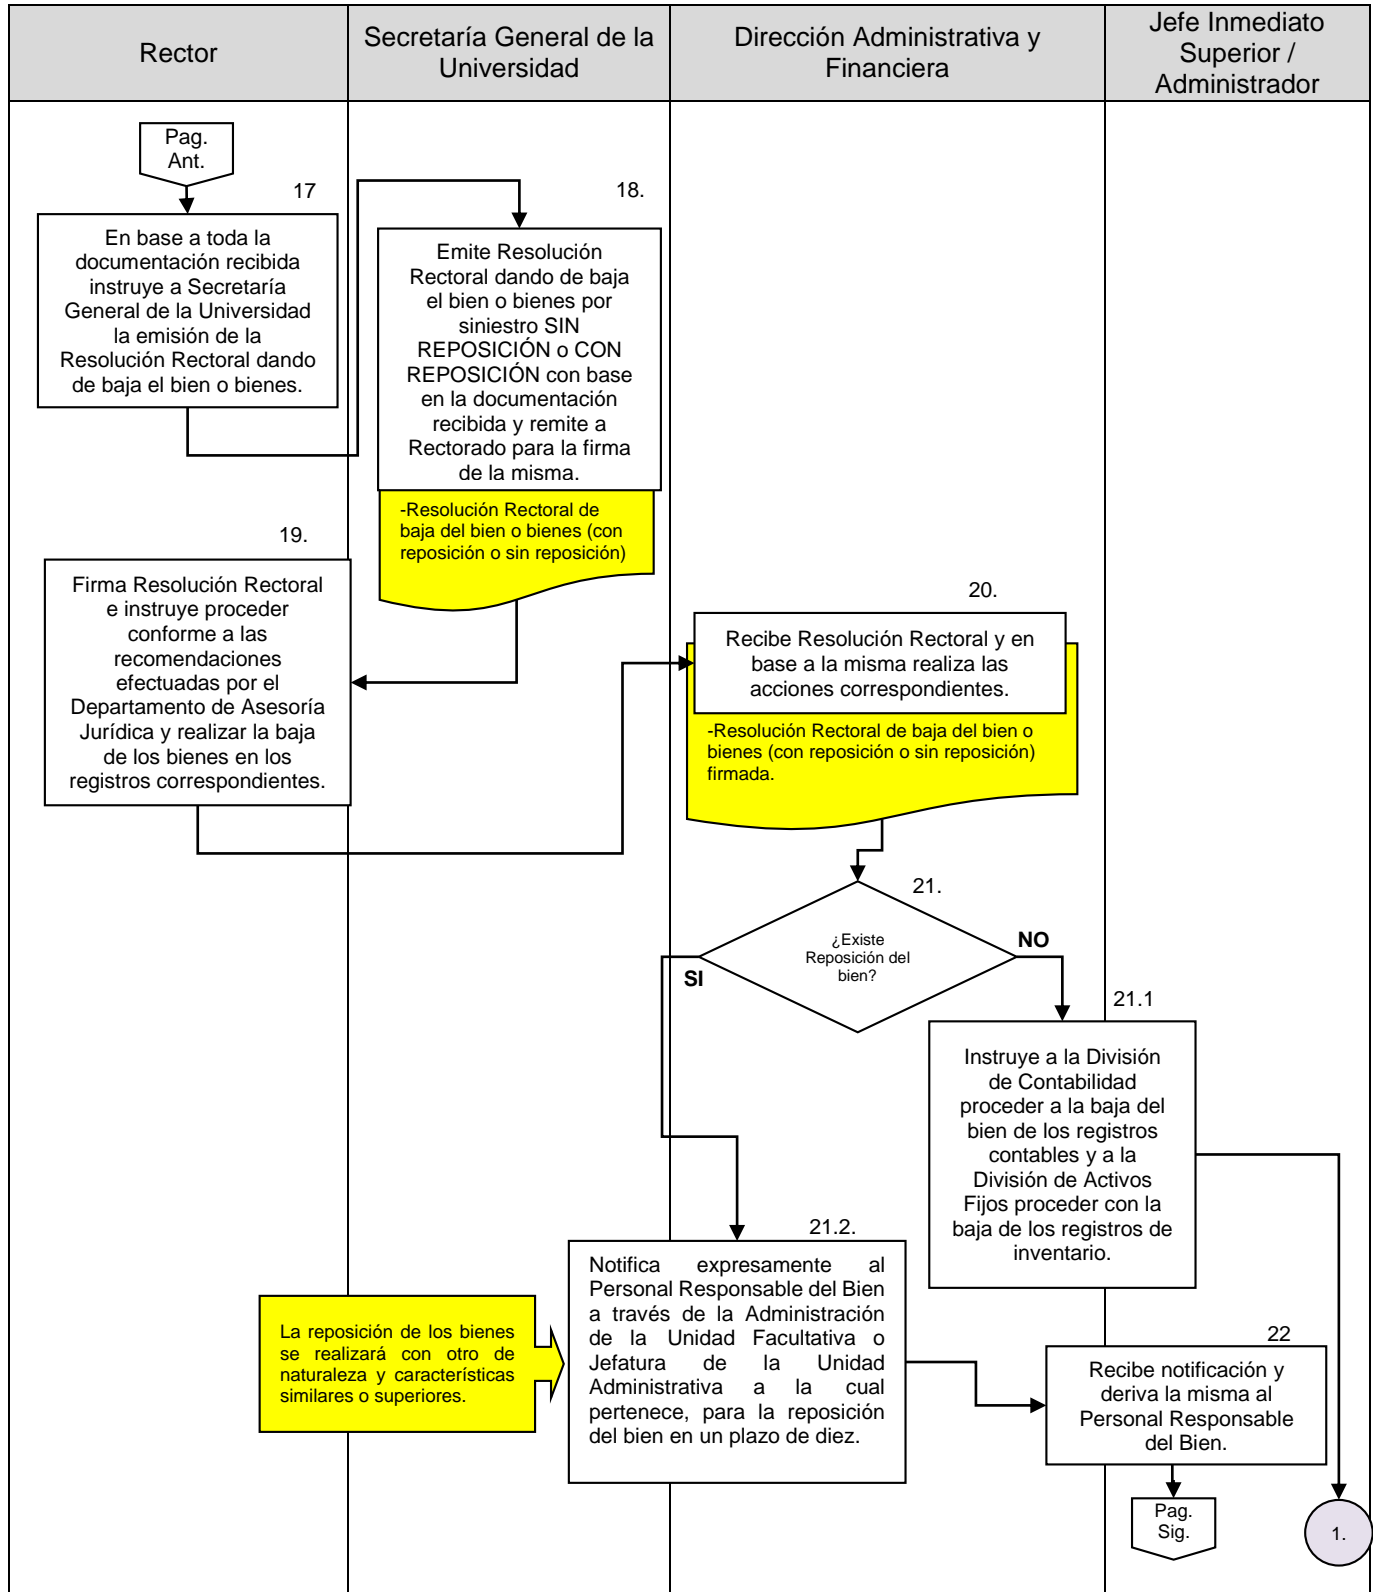 Rector
Secretaría General de la
Universidad
Dirección Administrativa y
Financiera
Jefe Inmediato
Superior /
Administrador
Pag.
Ant.
17
En base a toda la
documentación recibida
instruye a Secretaría
General de la Universidad
la emisión de la
Resolución Rectoral dando
de baja el bien o bienes.
18.
Emite Resolución
Rectoral dando de baja
el bien o bienes por
siniestro SIN
REPOSICIÓN o CON
REPOSICIÓN con base
en la documentación
recibida y remite a
Rectorado para la firma
de la misma.
-Resolución Rectoral de
baja del bien o bienes (con
reposición o sin reposición)
19.
Firma Resolución Rectoral
e instruye proceder
conforme a las
recomendaciones
efectuadas por el
Departamento de Asesoría
Jurídica y realizar la baja
de los bienes en los
registros correspondientes.
20.
Recibe Resolución Rectoral y en
base a la misma realiza las
acciones correspondientes.
-Resolución Rectoral de baja del bien o
bienes (con reposición o sin reposición)
firmada.
21.
¿Existe
Reposición del
bien?
NO
SI
21.1
Instruye a la División
de Contabilidad
proceder a la baja del
bien de los registros
contables y a la
División de Activos
Fijos proceder con la
baja de los registros de
inventario.
21.2.
Notifica expresamente al
Personal Responsable del Bien
a través de la Administración
de la Unidad Facultativa o
Jefatura de la Unidad
Administrativa a la cual
pertenece, para la reposición
del bien en un plazo de diez.
La reposición de los bienes
se realizará con otro de
naturaleza y características
similares o superiores.
22
Recibe notificación y
deriva la misma al
Personal Responsable
del Bien.
Pag.
Sig.
1.